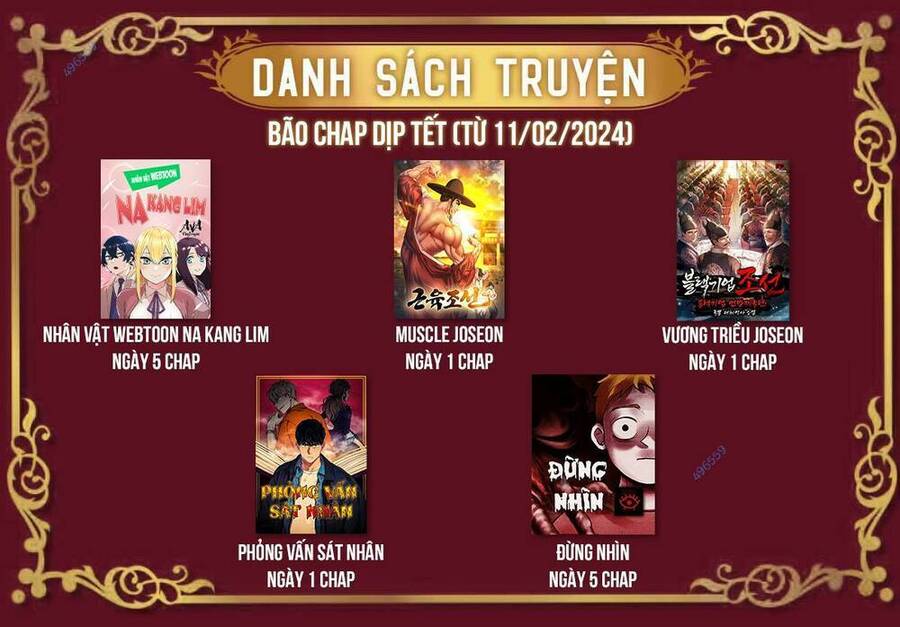 496559
DANH SÁCH TRUYỆN
BÃO CHAP DỊP TẾT (TỪ 11/02/2024)
NHÂN VẬT WEBTOON
NA KANG LIM
근육조선
블랙기업 조선
NHÂN VẬT WEBTOON NA KANG LIM
NGÀY 5 CHAP
MUSCLE JOSEON
NGÀY 1 CHAP
VƯƠNG TRIỀU JOSEON
NGÀY 1 CHAP
PHỎNG VẤN
SÁT NHÂN
ĐỪNG
NHÌN
496559
PHỎNG VẤN SÁT NHÂN
NGÀY 1 CHAP
ĐỪNG NHÌN
NGÀY 5 CHAP